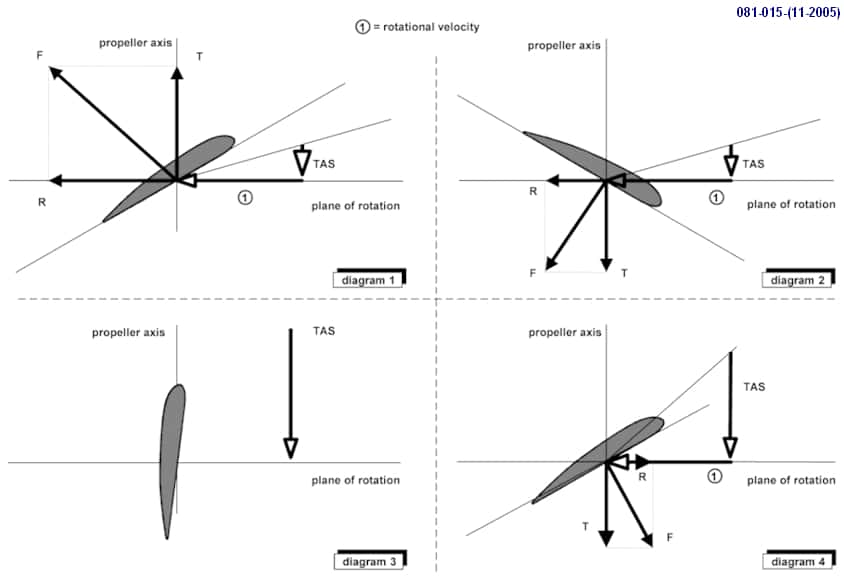 081-015-(11-2005)
1 = rotational velocity
propeller axis
F
T
TAS
R
1
plane of rotation
diagram 1
propeller axis
TAS
R
1
plane of rotation
F
T
diagram 2
propeller axis
TAS
plane of rotation
diagram 3
propeller axis
TAS
R
1
plane of rotation
T
F
diagram 4